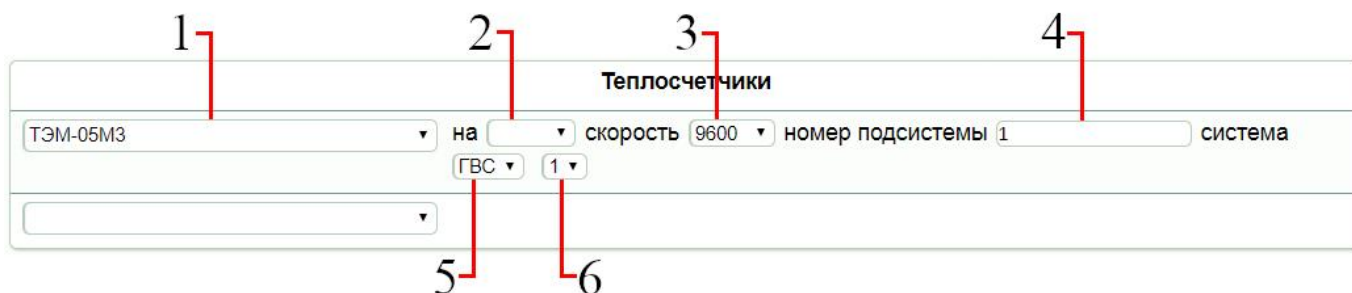 1 2 3 4
Теплосчетчики
ТЭМ-05М3 на скорость 9600 номер подсистемы 1 система
ГВС 1
5 6